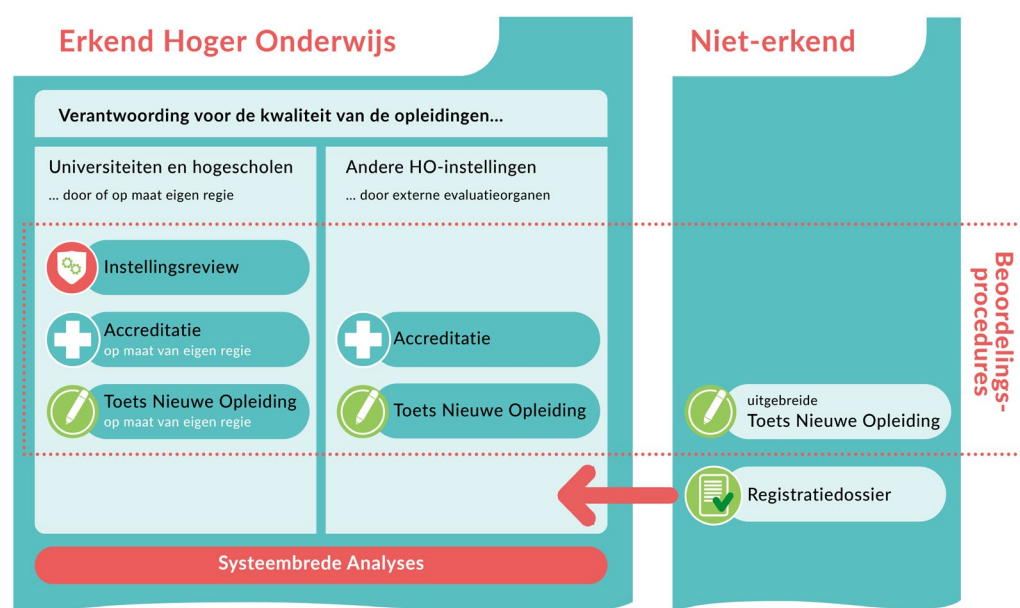 Erkend Hoger Onderwijs
Niet-erkend
Verantwoording voor de kwaliteit van de opleidingen...
Universiteiten en hogescholen
... door of op maat eigen regie
Andere HO-instellingen
... door externe evaluatieorganen
Instellingsreview
Accreditatie
op maat van eigen regie
Toets Nieuwe Opleiding
op maat van eigen regie
Accreditatie
Toets Nieuwe Opleiding
uitgebreide
Toets Nieuwe Opleiding
Registratiedossier
Beoordelings-
procedures
Systeembrede Analyses